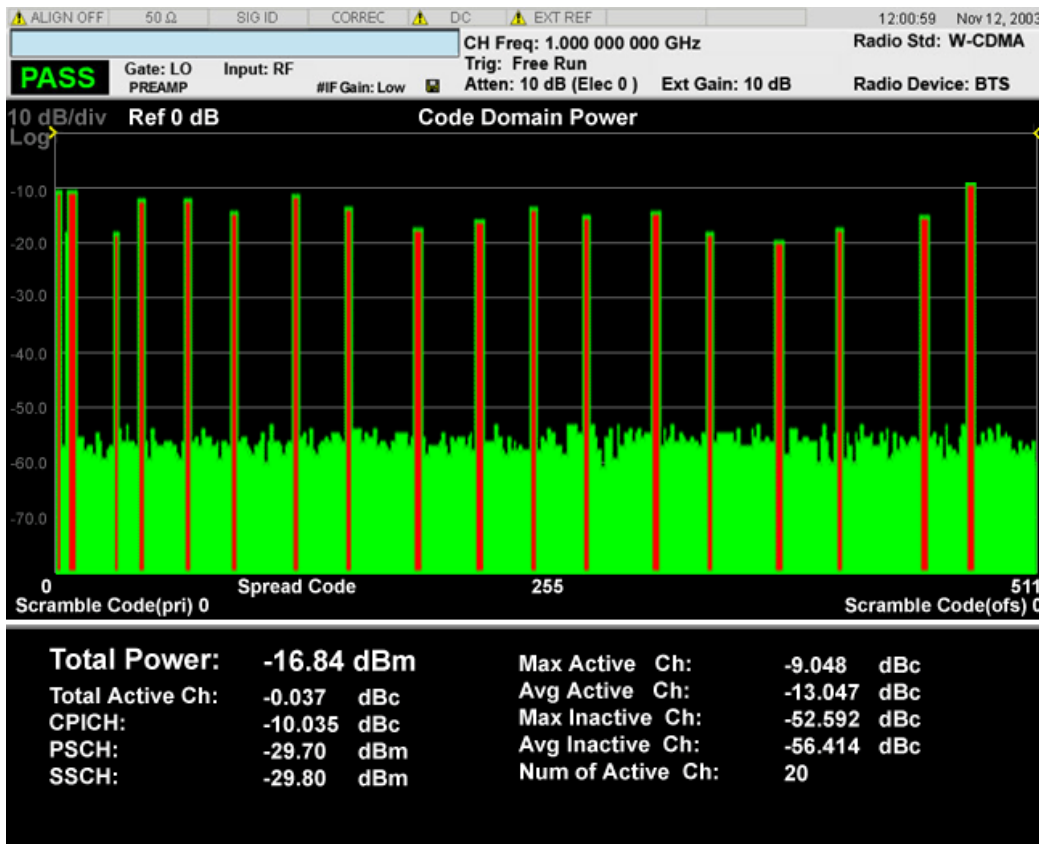 ALIGN OFF 50 Ω SIG ID CORREC DC EXT REF 12:00:59 Nov 12, 2003
CH Freq: 1.000 000 000 GHz Radio Std: W-CDMA
PASS Gate: LO Input: RF Trig: Free Run
PREAMP #IF Gain: Low Atten: 10 dB (Elec 0 ) Ext Gain: 10 dB Radio Device: BTS
10 dB/div Ref 0 dB Code Domain Power
Log
-10.0
-20.0
-30.0
-40.0
-50.0
-60.0
-70.0
0 Spread Code 255 511
Scramble Code(pri) 0 Scramble Code(ofs) 0
Total Power: -16.84 dBm
Total Active Ch: -0.037 dBc
CPICH: -10.035 dBc
PSCH: -29.70 dBm
SSCH: -29.80 dBm
Max Active Ch: -9.048 dBc
Avg Active Ch: -13.047 dBc
Max Inactive Ch: -52.592 dBc
Avg Inactive Ch: -56.414 dBc
Num of Active Ch: 20